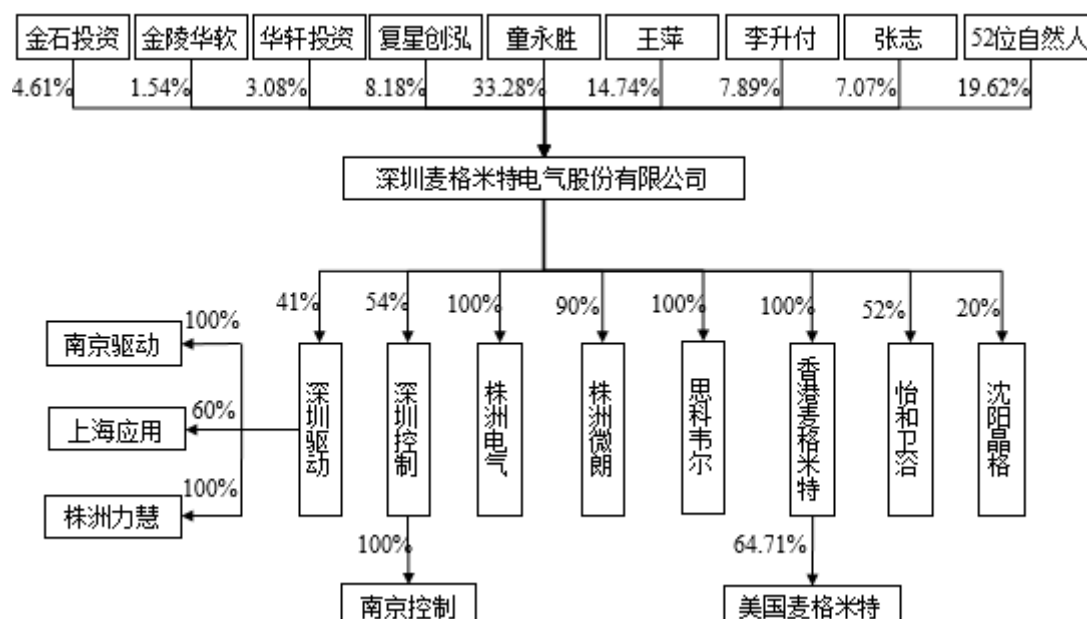 金石投资
金陵华软
华轩投资
复星创泓
童永胜
王萍
李升付
张志
52位自然人
4.61%
1.54%
3.08%
8.18%
33.28%
14.74%
7.89%
7.07%
19.62%
深圳麦格米特电气股份有限公司
41%
54%
100%
90%
100%
100%
52%
20%
100%
南京驱动
60%
上海应用
100%
株洲力慧
深圳驱动
深圳控制
株洲电气
株洲微朗
思科韦尔
香港麦格米特
怡和卫浴
沈阳晶格
100%
64.71%
南京控制
美国麦格米特